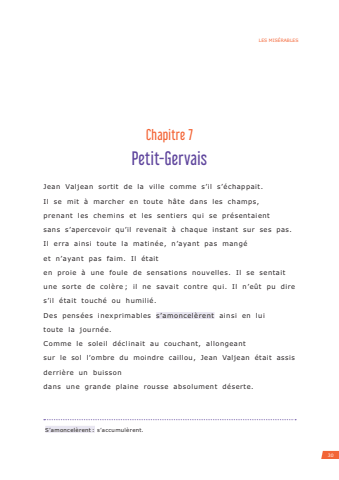 LES MISÉRABLES
Chapitre 7
Petit-Gervais
Jean Valjean sortit de la ville comme s'il s'échappait.
Il se mit à marcher en toute hâte dans les champs,
prenant les chemins et les sentiers qui se présentaient
sans s'apercevoir qu'il revenait à chaque instant sur ses pas.
Il erra ainsi toute la matinée, n'ayant pas mangé
et n'ayant pas faim. Il était
en proie à une foule de sensations nouvelles. Il se sentait
une sorte de colère ; il ne savait contre qui. Il n'eût pu dire
s'il était touché ou humilié.
Des pensées inexprimables s'amoncelèrent ainsi en lui
toute la journée.
Comme le soleil déclinait au couchant, allongeant
sur le sol l'ombre du moindre caillou, Jean Valjean était assis
derrière un buisson
dans une grande plaine rousse absolument déserte.
S'amoncelèrent : s'accumulèrent.